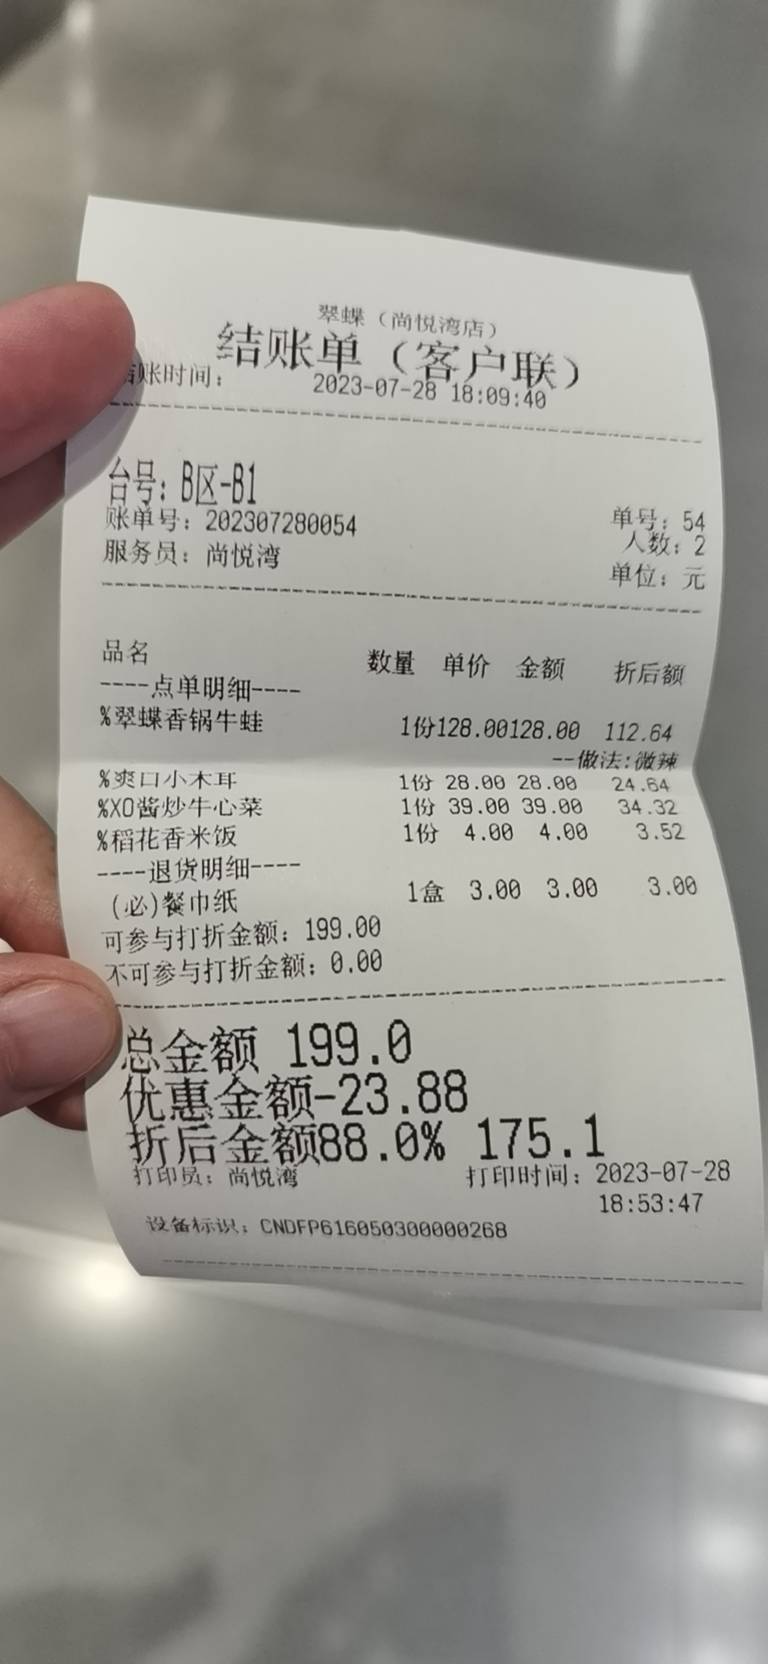 翠蝶（尚悦湾店）
结账单（客户联）
结账时间： 2023-07-28 18:09:40
台号：B区-B1
账单号：202307280054 单号：54
人数：2
服务员：尚悦湾 单位：元
品名 数量 单价 金额 折后额
----点单明细----
%翠蝶香锅牛蛙 1份128.00128.00 112.64
--做法:微辣
%爽口小木耳 1份 28.00 28.00 24.64
%XO酱炒牛心菜 1份 39.00 39.00 34.32
%稻花香米饭 1份 4.00 4.00 3.52
----退货明细----
(必)餐巾纸 1盒 3.00 3.00 3.00
可参与打折金额：199.00
不可参与打折金额：0.00
总金额 199.0
优惠金额-23.88
折后金额88.0% 175.1
打印员：尚悦湾 打印时间：2023-07-28
18:53:47
设备标识：CNDFP616050300000268